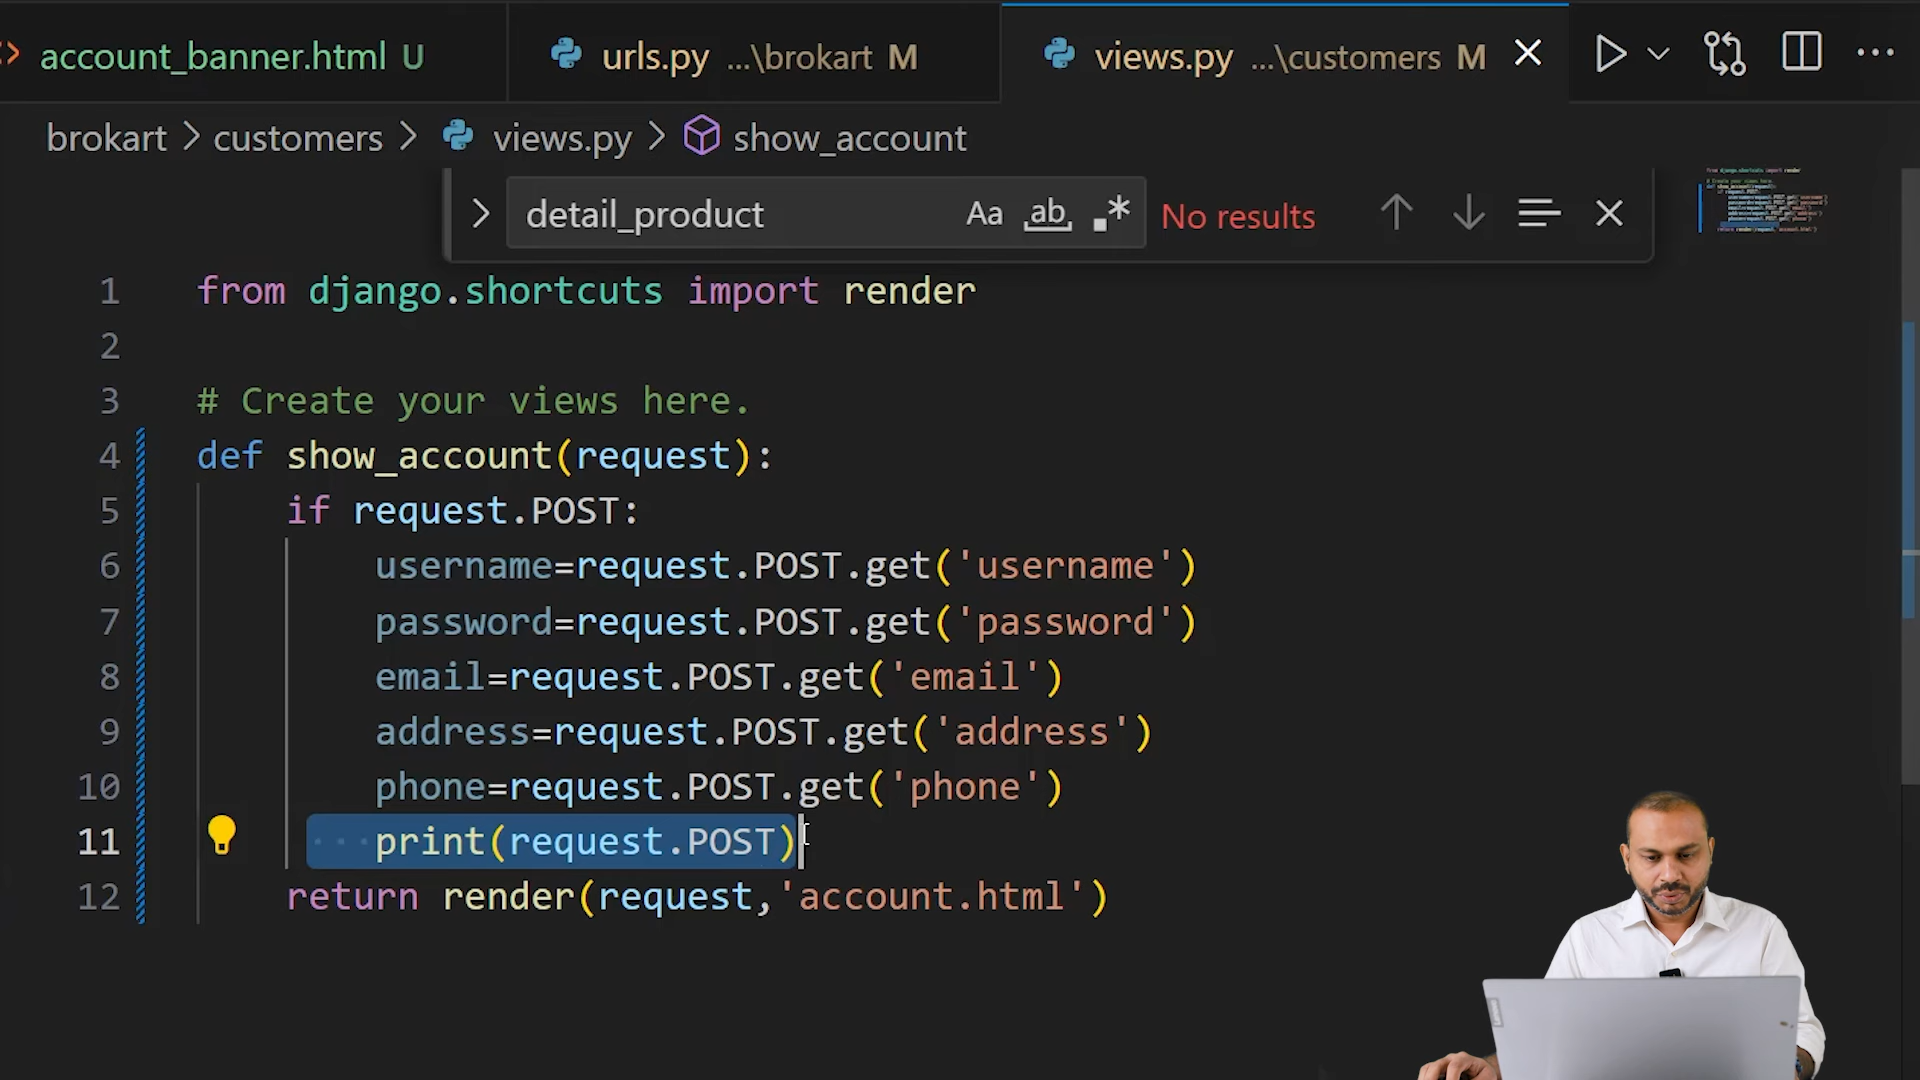 account_banner.html U
urls.py ...\brokart M
views.py ...\customers M
brokart > customers > views.py > show_account
detail_product Aa ab .* No results
1 from django.shortcuts import render
2
3 # Create your views here.
4 def show_account(request):
5 if request.POST:
6 username=request.POST.get('username')
7 password=request.POST.get('password')
8 email=request.POST.get('email')
9 address=request.POST.get('address')
10 phone=request.POST.get('phone')
11 print(request.POST)
12 return render(request,'account.html')